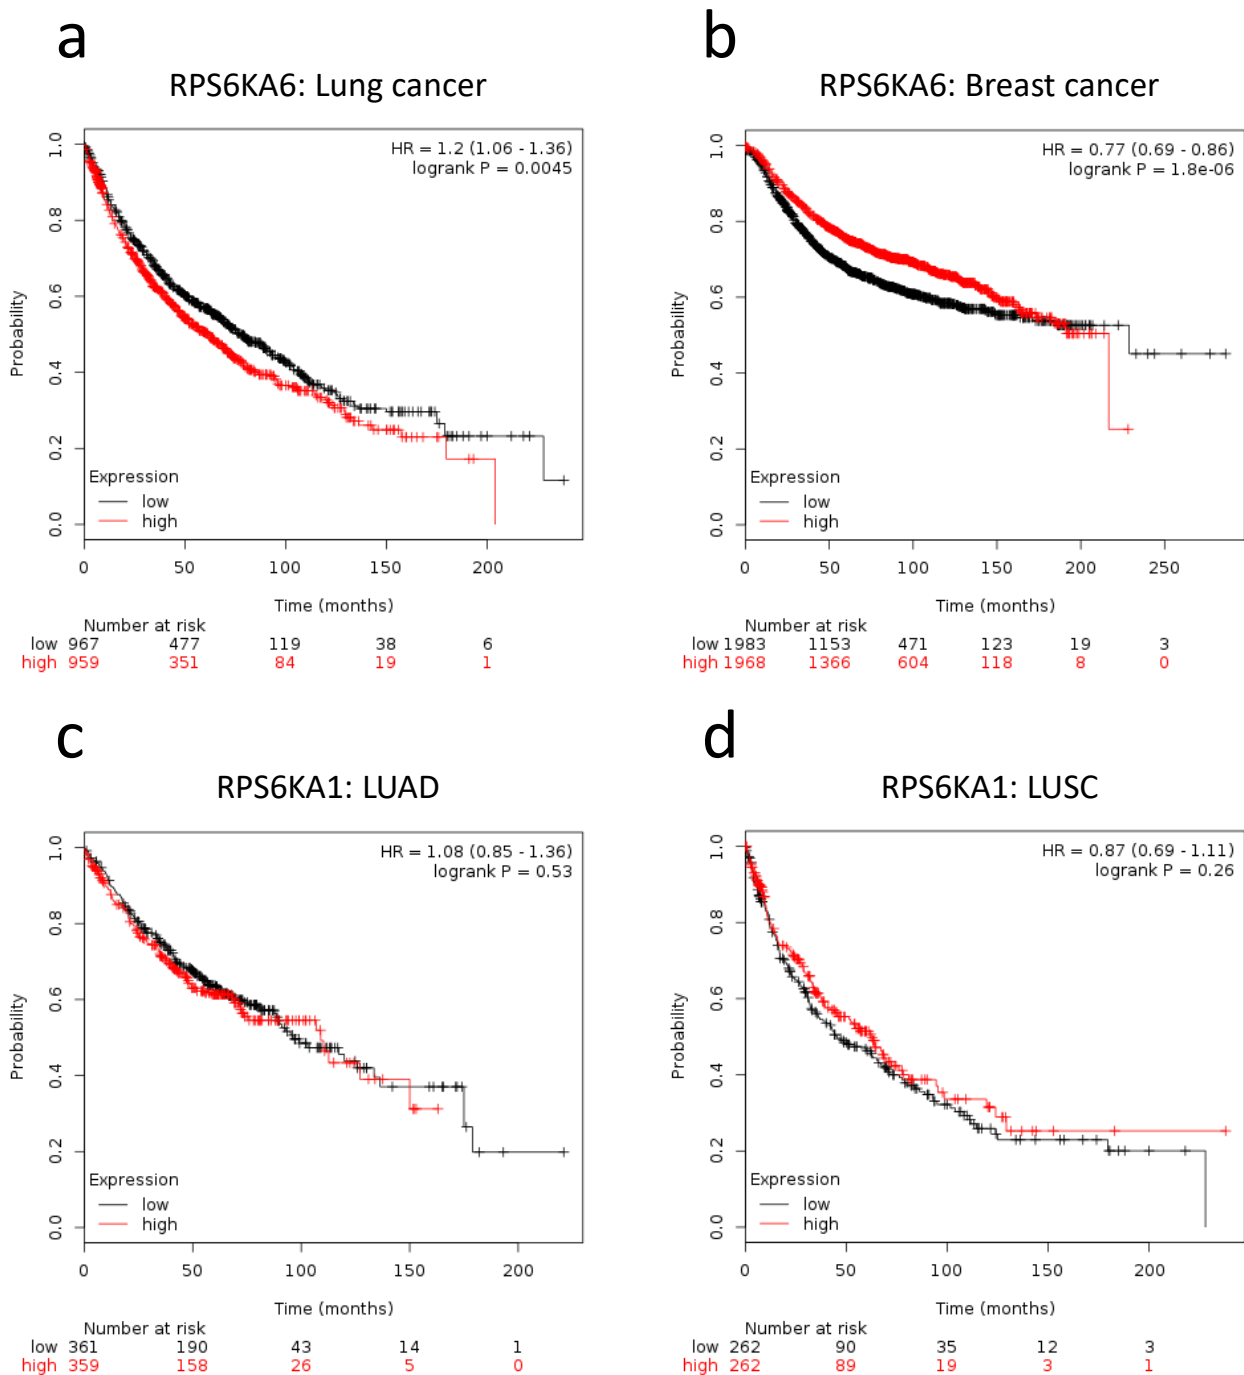 a
RPS6KA6: Lung cancer
HR = 1.2 (1.06 - 1.36)
logrank P = 0.0045
Probability
1.0
0.8
0.6
0.4
0.2
0.0
Expression
low
high
0 50 100 150 200
Time (months)
Number at risk
low 967 477 119 38 6
high 959 351 84 19 1
b
RPS6KA6: Breast cancer
HR = 0.77 (0.69 - 0.86)
logrank P = 1.8e-06
Probability
1.0
0.8
0.6
0.4
0.2
0.0
Expression
low
high
0 50 100 150 200 250
Time (months)
Number at risk
low 1983 1153 471 123 19 3
high 1968 1366 604 118 8 0
c
RPS6KA1: LUAD
HR = 1.08 (0.85 - 1.36)
logrank P = 0.53
Probability
1.0
0.8
0.6
0.4
0.2
0.0
Expression
low
high
0 50 100 150 200
Time (months)
Number at risk
low 361 190 43 14 1
high 359 158 26 5 0
d
RPS6KA1: LUSC
HR = 0.87 (0.69 - 1.11)
logrank P = 0.26
Probability
1.0
0.8
0.6
0.4
0.2
0.0
Expression
low
high
0 50 100 150 200
Time (months)
Number at risk
low 262 90 35 12 3
high 262 89 19 3 1